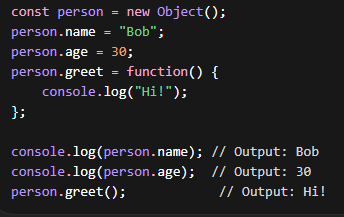 const person = new Object();
person.name = "Bob";
person.age = 30;
person.greet = function() {
    console.log("Hi!");
};

console.log(person.name); // Output: Bob
console.log(person.age);  // Output: 30
person.greet();           // Output: Hi!